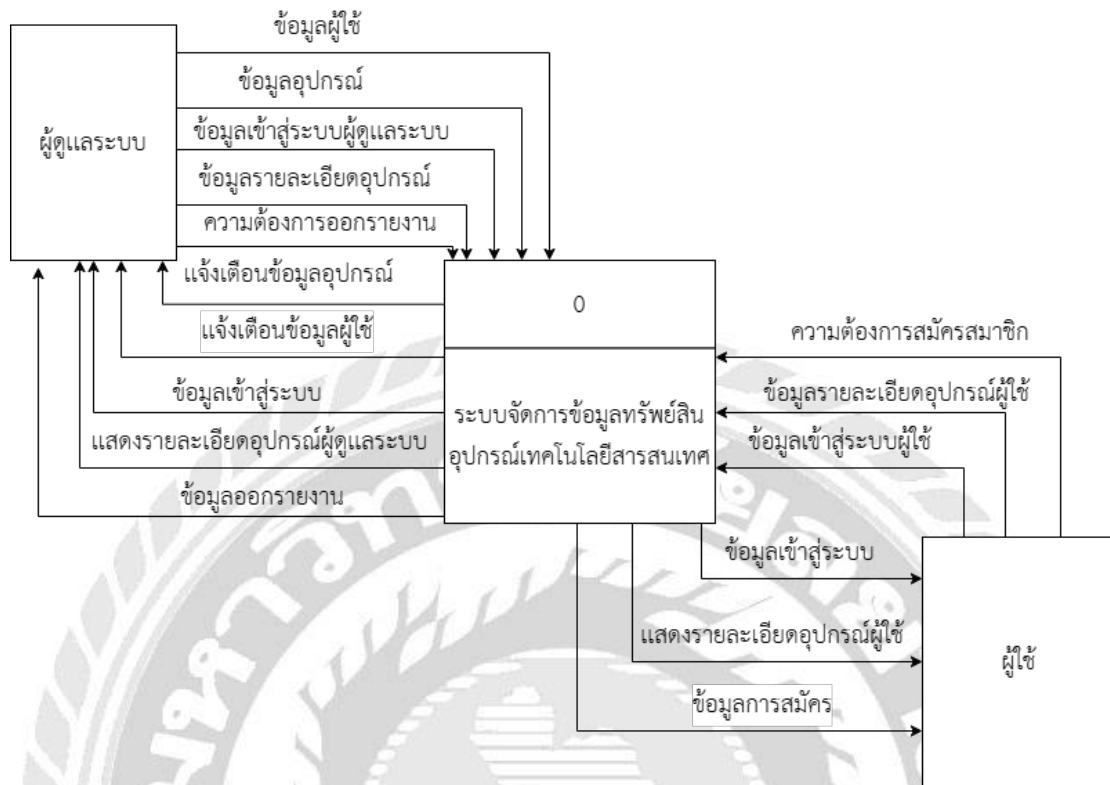 ข้อมูลผู้ใช้
ข้อมูลอุปกรณ์
ผู้ดูแลระบบ
ข้อมูลเข้าสู่ระบบผู้ดูแลระบบ
ข้อมูลรายละเอียดอุปกรณ์
ความต้องการออกรายงาน
แจ้งเตือนข้อมูลอุปกรณ์
แจ้งเตือนข้อมูลผู้ใช้
ข้อมูลเข้าสู่ระบบ
แสดงรายละเอียดอุปกรณ์ผู้ดูแลระบบ
ข้อมูลออกรายงาน
0
ระบบจัดการข้อมูลทรัพย์สิน
อุปกรณ์เทคโนโลยีสารสนเทศ
ความต้องการสมัครสมาชิก
ข้อมูลรายละเอียดอุปกรณ์ผู้ใช้
ข้อมูลเข้าสู่ระบบผู้ใช้
ข้อมูลเข้าสู่ระบบ
แสดงรายละเอียดอุปกรณ์ผู้ใช้
ข้อมูลการสมัคร
ผู้ใช้